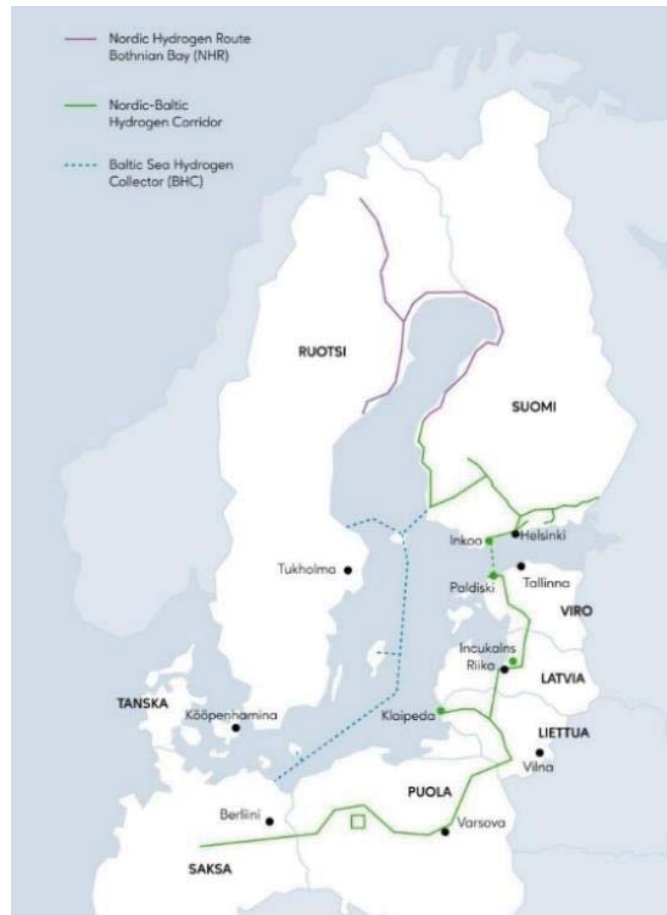 Nordic Hydrogen Route
Bothnian Bay (NHR)
Nordic-Baltic
Hydrogen Corridor
Baltic Sea Hydrogen
Collector (BHC)
RUOTSI
SUOMI
Inkoo
Helsinki
Tukholma
Paldiski
Tallinna
VIRO
Incukalns
Riika
LATVIA
TANSKA
Kööpenhamina
Klaipeda
LIETTUA
Vilna
PUOLA
Berliini
Varsova
SAKSA